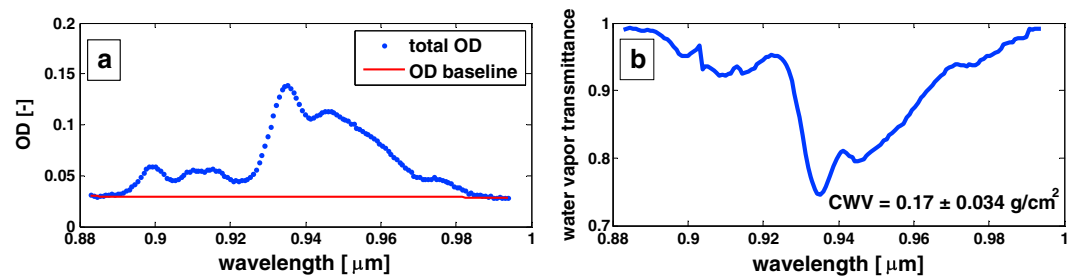 a
total OD
OD baseline
OD [-]
0.2
0.15
0.1
0.05
0
0.88 0.9 0.92 0.94 0.96 0.98 1
wavelength [ μm]
b
water vapor transmittance
1
0.9
0.8
0.7
CWV = 0.17 ± 0.034 g/cm²
0.88 0.9 0.92 0.94 0.96 0.98 1
wavelength [ μm]